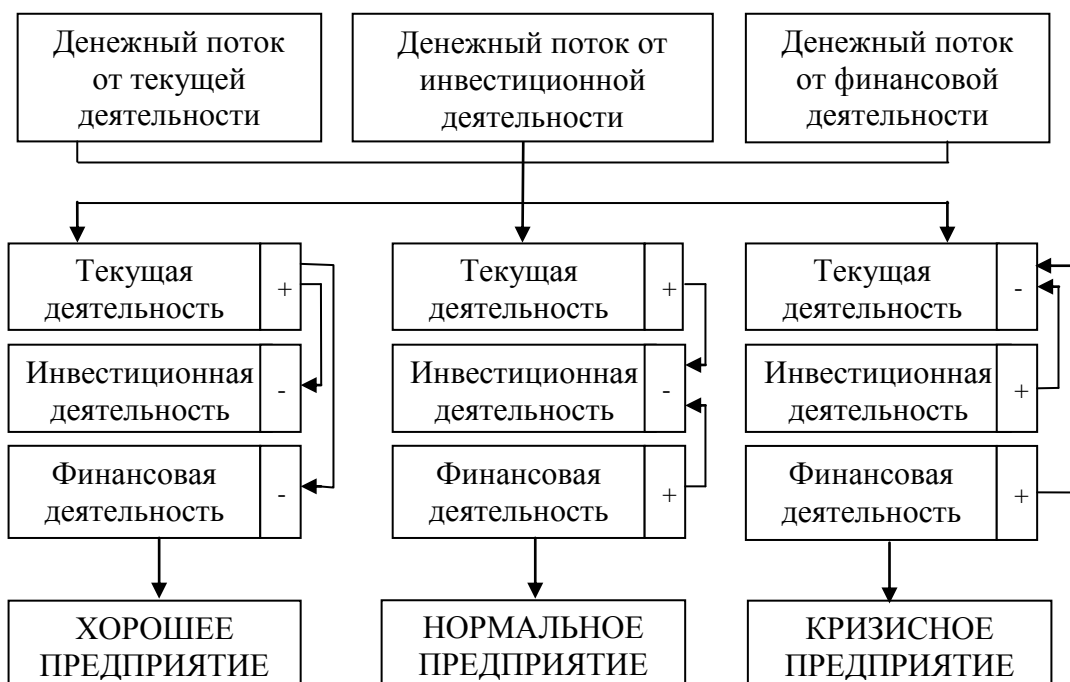 Денежный поток
от текущей
деятельности
Денежный поток от
инвестиционной
деятельности
Денежный поток
от финансовой
деятельности
Текущая
деятельность
+
Инвестиционная
деятельность
-
Финансовая
деятельность
-
ХОРОШЕЕ
ПРЕДПРИЯТИЕ
Текущая
деятельность
+
Инвестиционная
деятельность
-
Финансовая
деятельность
+
НОРМАЛЬНОЕ
ПРЕДПРИЯТИЕ
Текущая
деятельность
-
Инвестиционная
деятельность
+
Финансовая
деятельность
+
КРИЗИСНОЕ
ПРЕДПРИЯТИЕ